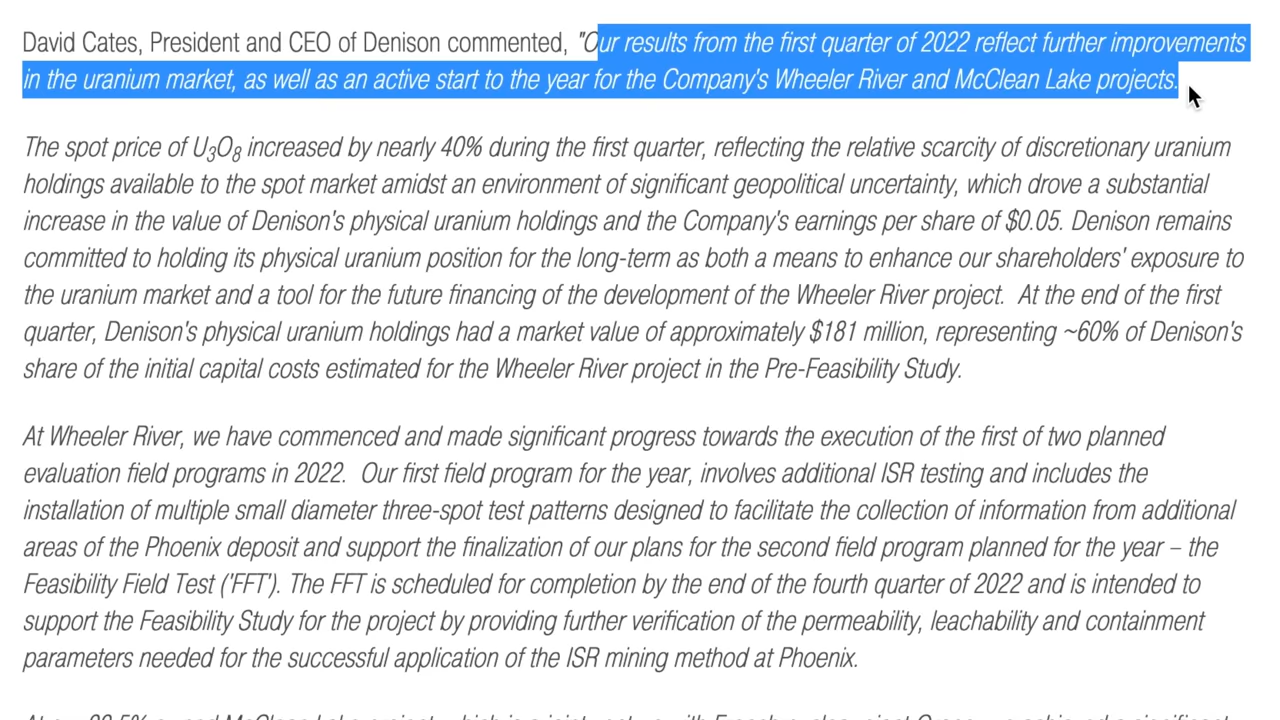 David Cates, President and CEO of Denison commented, "Our results from the first quarter of 2022 reflect further improvements
in the uranium market, as well as an active start to the year for the Company's Wheeler River and McClean Lake projects.
The spot price of U3O8 increased by nearly 40% during the first quarter, reflecting the relative scarcity of discretionary uranium
holdings available to the spot market amidst an environment of significant geopolitical uncertainty, which drove a substantial
increase in the value of Denison's physical uranium holdings and the Company's earnings per share of $0.05. Denison remains
committed to holding its physical uranium position for the long-term as both a means to enhance our shareholders' exposure to
the uranium market and a tool for the future financing of the development of the Wheeler River project.  At the end of the first
quarter, Denison's physical uranium holdings had a market value of approximately $181 million, representing ~60% of Denison's
share of the initial capital costs estimated for the Wheeler River project in the Pre-Feasibility Study.
At Wheeler River, we have commenced and made significant progress towards the execution of the first of two planned
evaluation field programs in 2022.  Our first field program for the year, involves additional ISR testing and includes the
installation of multiple small diameter three-spot test patterns designed to facilitate the collection of information from additional
areas of the Phoenix deposit and support the finalization of our plans for the second field program planned for the year – the
Feasibility Field Test ('FFT'). The FFT is scheduled for completion by the end of the fourth quarter of 2022 and is intended to
support the Feasibility Study for the project by providing further verification of the permeability, leachability and containment
parameters needed for the successful application of the ISR mining method at Phoenix.